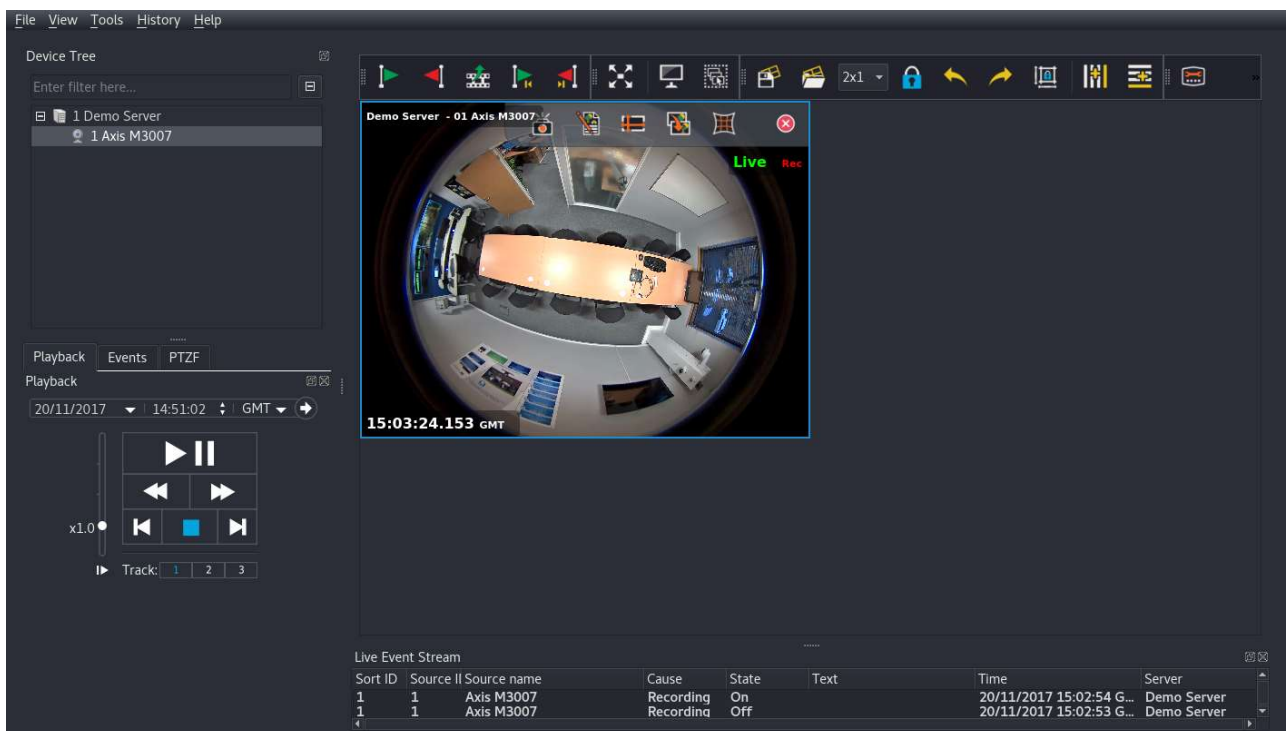 File View Tools History Help
Device Tree
Enter filter here...
1 Demo Server
1 Axis M3007
Playback Events PTZF
Playback
20/11/2017 14:51:02 GMT
x1.0
Track: 1 2 3
2x1
Demo Server - 01 Axis M3007
Live Rec
15:03:24.153 GMT
Live Event Stream
Sort ID Source II Source name Cause State Text Time Server
1 1 Axis M3007 Recording On 20/11/2017 15:02:54 G... Demo Server
1 1 Axis M3007 Recording Off 20/11/2017 15:02:53 G... Demo Server